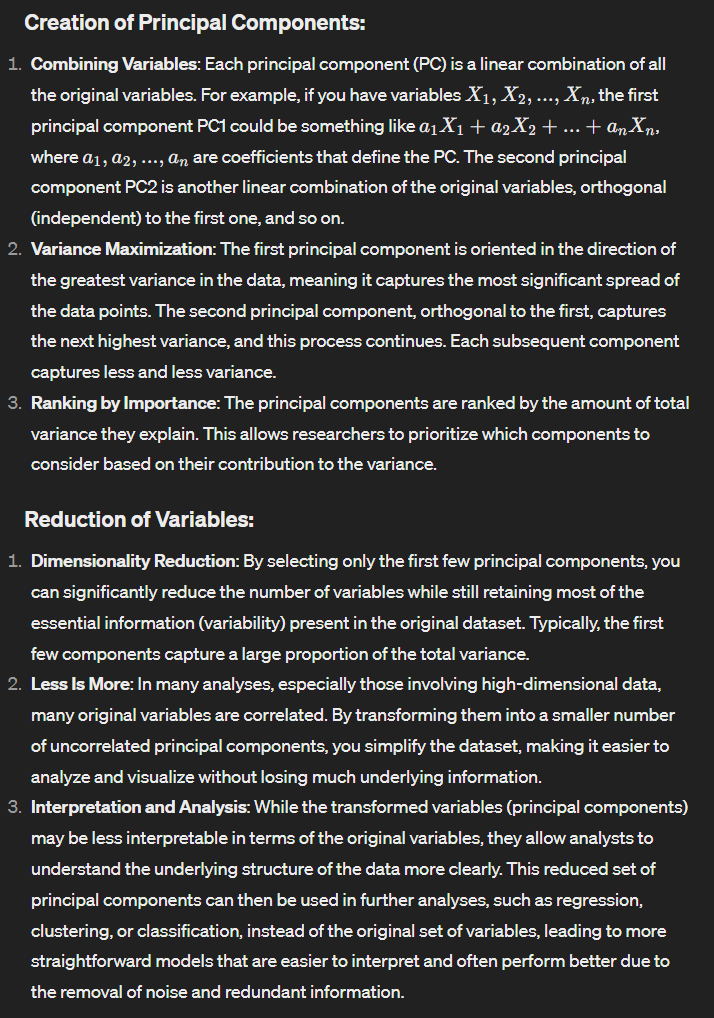 Creation of Principal Components:
1. Combining Variables: Each principal component (PC) is a linear combination of all
the original variables. For example, if you have variables X₁, X₂, ..., Xₙ, the first
principal component PC1 could be something like a₁X₁ + a₂X₂ + ... + aₙXₙ,
where a₁, a₂, ..., aₙ are coefficients that define the PC. The second principal
component PC2 is another linear combination of the original variables, orthogonal
(independent) to the first one, and so on.
2. Variance Maximization: The first principal component is oriented in the direction of
the greatest variance in the data, meaning it captures the most significant spread of
the data points. The second principal component, orthogonal to the first, captures
the next highest variance, and this process continues. Each subsequent component
captures less and less variance.
3. Ranking by Importance: The principal components are ranked by the amount of total
variance they explain. This allows researchers to prioritize which components to
consider based on their contribution to the variance.
Reduction of Variables:
1. Dimensionality Reduction: By selecting only the first few principal components, you
can significantly reduce the number of variables while still retaining most of the
essential information (variability) present in the original dataset. Typically, the first
few components capture a large proportion of the total variance.
2. Less Is More: In many analyses, especially those involving high-dimensional data,
many original variables are correlated. By transforming them into a smaller number
of uncorrelated principal components, you simplify the dataset, making it easier to
analyze and visualize without losing much underlying information.
3. Interpretation and Analysis: While the transformed variables (principal components)
may be less interpretable in terms of the original variables, they allow analysts to
understand the underlying structure of the data more clearly. This reduced set of
principal components can then be used in further analyses, such as regression,
clustering, or classification, instead of the original set of variables, leading to more
straightforward models that are easier to interpret and often perform better due to
the removal of noise and redundant information.